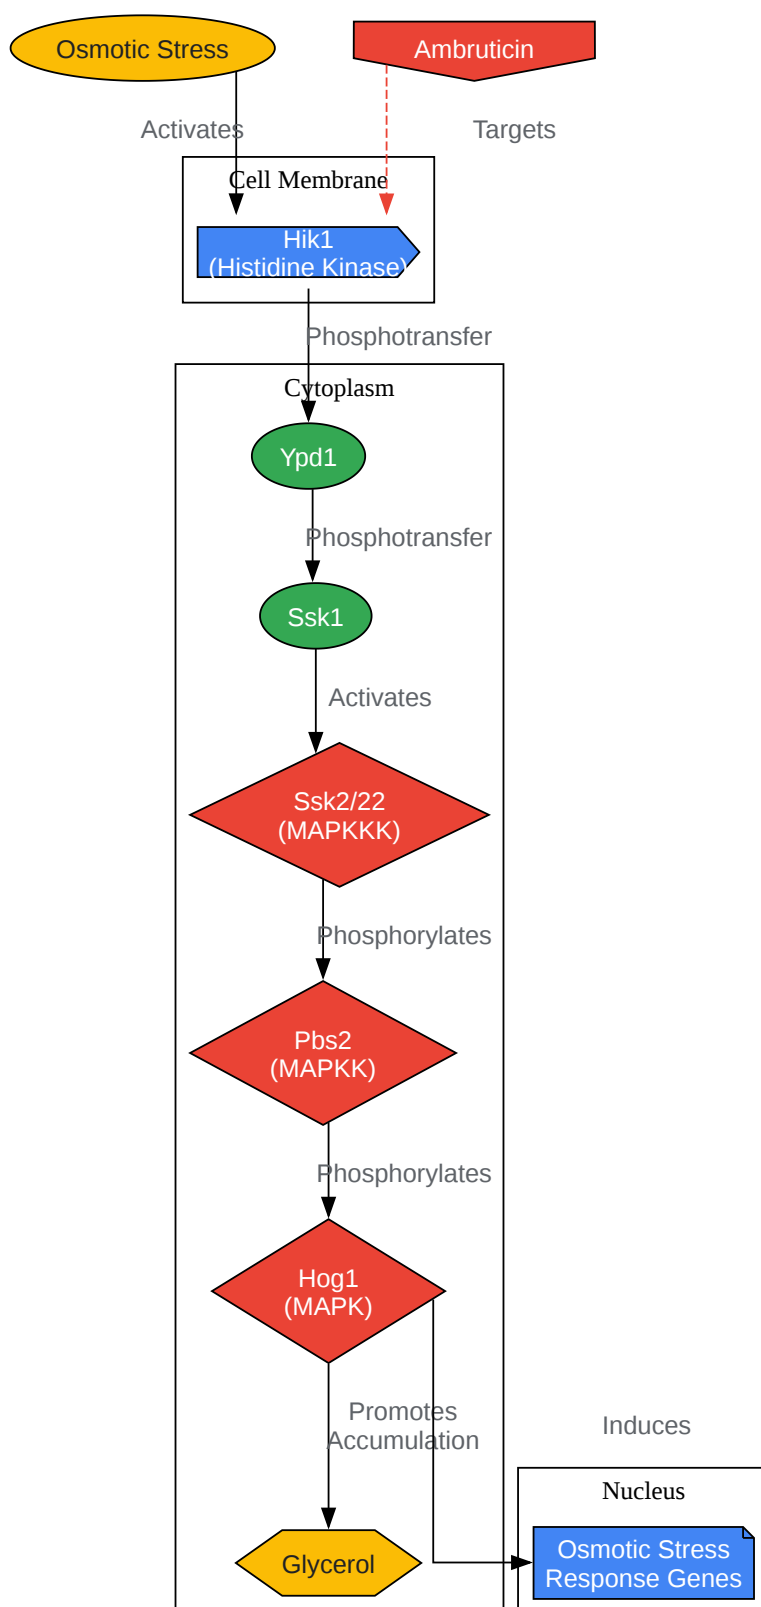 Osmotic Stress
Ambruticin
Activates
Targets
Cell Membrane
Hik1
(Histidine Kinase)
Phosphotransfer
Cytoplasm
Ypd1
Phosphotransfer
Ssk1
Activates
Ssk2/22
(MAPKKK)
Phosphorylates
Pbs2
(MAPKK)
Phosphorylates
Hog1
(MAPK)
Promotes
Accumulation
Induces
Nucleus
Glycerol
Osmotic Stress
Response Genes